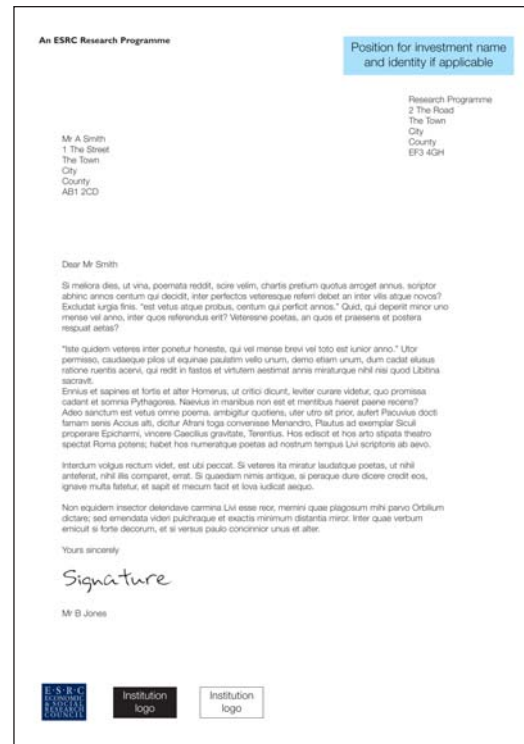 An ESRC Research Programme
Position for investment name
and identity if applicable
Research Programme
2 The Road
The Town
City
County
EF3 4GH
Mr A Smith
1 The Street
The Town
City
County
AB1 2CD
Dear Mr Smith
Si meliora dies, ut vina, poemata reddit, scire velim, chartis pretium quotus arroget annus. scriptor
abhinc annos centum qui decidit, inter perfectos veteresque referri debet an inter vilis atque novos?
Excludat iurgia finis. "est vetus atque probus, centum qui perficit annos." Quid, qui deperiit minor uno
mense vel anno, inter quos referendus erit? Veteresne poetas, an quos et praesens et postera
respuat aetas?
"Iste quidem veteres inter ponetur honeste, qui vel mense brevi vel toto est iunior anno." Utor
permisso, caudaeque pilos ut equinae paulatim vello unum, demo etiam unum, dum cadat elusus
ratione ruentis acervi, qui redit in fastos et virtutem aestimat annis miraturque nihil nisi quod Libitina
sacravit.
Ennius et sapines et fortis et alter Homerus, ut critici dicunt, leviter curare videtur, quo promissa
cadant et somnia Pythagorea. Naevius in manibus non est et mentibus haeret paene recens?
Adeo sanctum est vetus omne poema. ambigitur quotiens, uter utro sit prior, aufert Pacuvius docti
famam senis Accius alti, dicitur Afrani toga convenisse Menandro, Plautus ad exemplar Siculi
properare Epicharmi, vincere Caecilius gravitate, Terentius. Hos ediscit et hos arto stipata theatro
spectat Roma potens; habet hos numeratque poetas ad nostrum tempus Livi scriptoris ab aevo.
Interdum volgus rectum videt, est ubi peccat. Si veteres ita miratur laudatque poetas, ut nihil
anteferat, nihil illis comparet, errat. Si quaedam nimis antique, si peraque dure dicere credit eos,
ignave multa fatetur, et sapit et mecum facit et Iova iudicat aequo.
Non equidem insector delendave carmina Livi esse reor, memini quae plagosum mihi parvo Orbilium
dictare; sed emendata videri pulchraque et exactis minimum distantia miror. Inter quae verbum
emicuit si forte decorum, et si versus paulo concinnior unus et alter.
Yours sincerely
Signature
Mr B Jones
E·S·R·C
ECONOMIC
& SOCIAL
RESEARCH
COUNCIL
Institution
logo
Institution
logo